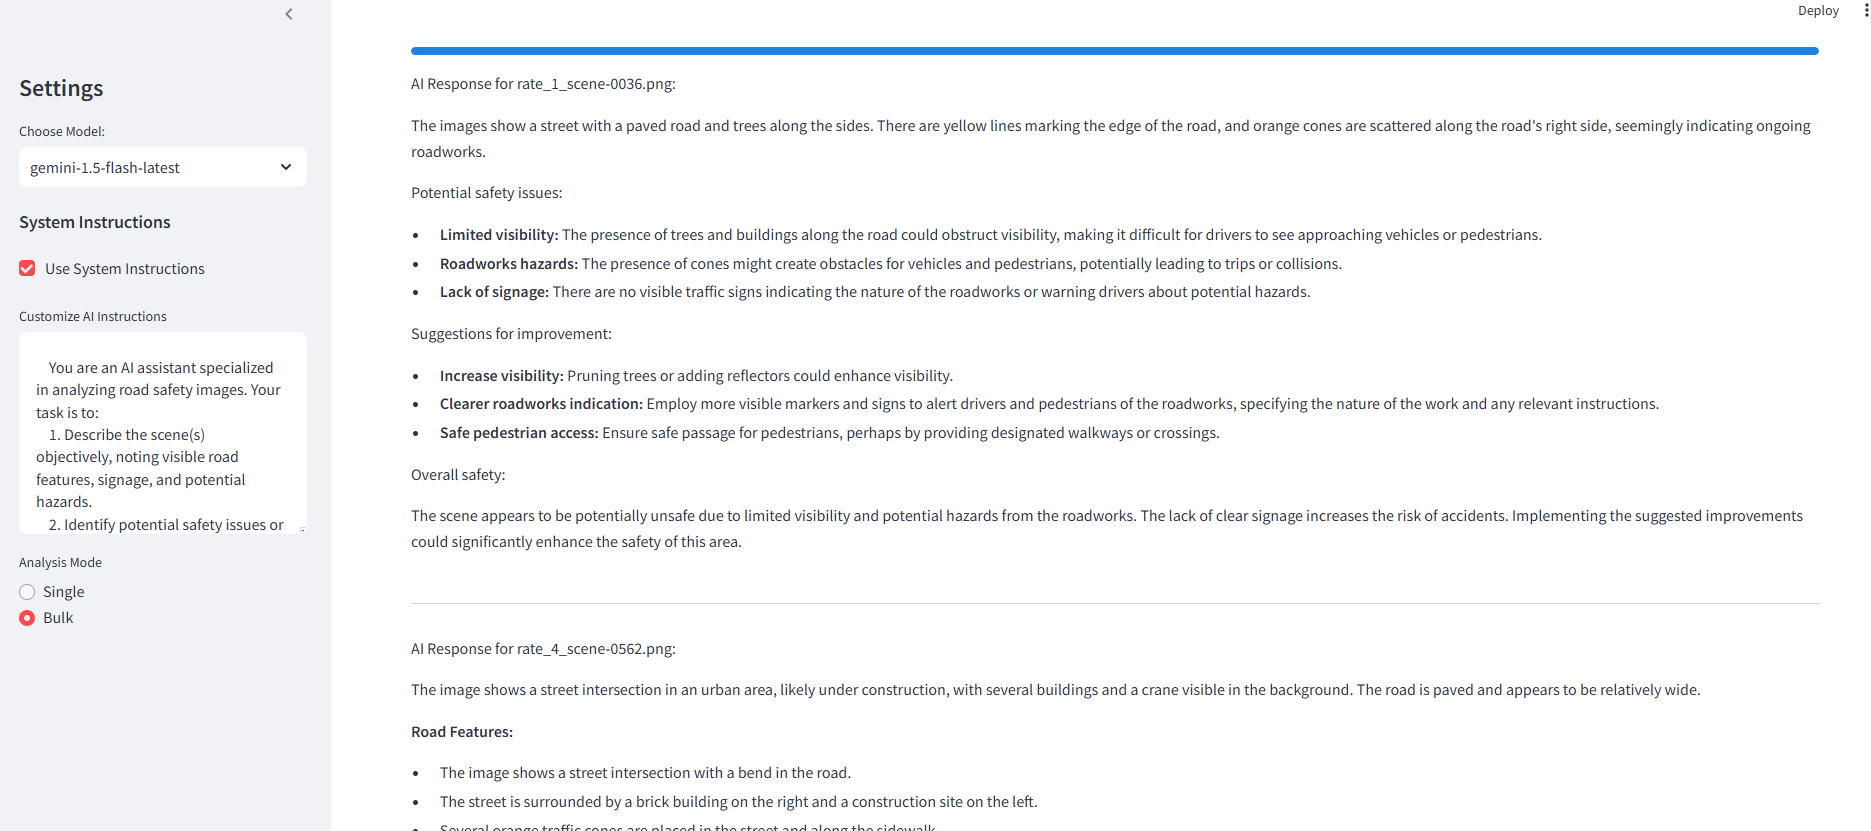 Deploy
Settings
Choose Model:
gemini-1.5-flash-latest
System Instructions
Use System Instructions
Customize AI Instructions
You are an AI assistant specialized
in analyzing road safety images. Your
task is to:
1. Describe the scene(s)
objectively, noting visible road
features, signage, and potential
hazards.
2. Identify potential safety issues or
Analysis Mode
Single
Bulk
AI Response for rate_1_scene-0036.png:
The images show a street with a paved road and trees along the sides. There are yellow lines marking the edge of the road, and orange cones are scattered along the road's right side, seemingly indicating ongoing
roadworks.
Potential safety issues:
• Limited visibility: The presence of trees and buildings along the road could obstruct visibility, making it difficult for drivers to see approaching vehicles or pedestrians.
• Roadworks hazards: The presence of cones might create obstacles for vehicles and pedestrians, potentially leading to trips or collisions.
• Lack of signage: There are no visible traffic signs indicating the nature of the roadworks or warning drivers about potential hazards.
Suggestions for improvement:
• Increase visibility: Pruning trees or adding reflectors could enhance visibility.
• Clearer roadworks indication: Employ more visible markers and signs to alert drivers and pedestrians of the roadworks, specifying the nature of the work and any relevant instructions.
• Safe pedestrian access: Ensure safe passage for pedestrians, perhaps by providing designated walkways or crossings.
Overall safety:
The scene appears to be potentially unsafe due to limited visibility and potential hazards from the roadworks. The lack of clear signage increases the risk of accidents. Implementing the suggested improvements
could significantly enhance the safety of this area.
AI Response for rate_4_scene-0562.png:
The image shows a street intersection in an urban area, likely under construction, with several buildings and a crane visible in the background. The road is paved and appears to be relatively wide.
Road Features:
• The image shows a street intersection with a bend in the road.
• The street is surrounded by a brick building on the right and a construction site on the left.
• Several orange traffic cones are placed in the street and along the sidewalk.